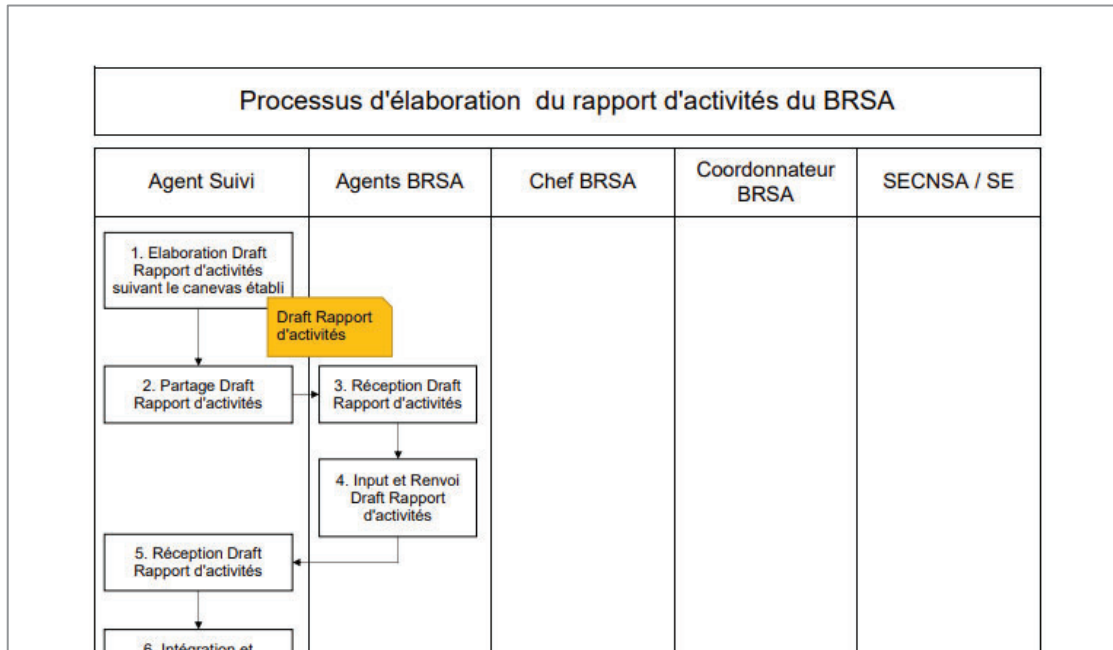 Processus d'élaboration  du rapport d'activités du BRSA
Agent Suivi
Agents BRSA
Chef BRSA
Coordonnateur
BRSA
SECNSA / SE
1. Elaboration Draft
Rapport d'activités
suivant le canevas établi
Draft Rapport
d'activités
2. Partage Draft
Rapport d'activités
3. Réception Draft
Rapport d'activités
4. Input et Renvoi
Draft Rapport
d'activités
5. Réception Draft
Rapport d'activités
6. Intégration et